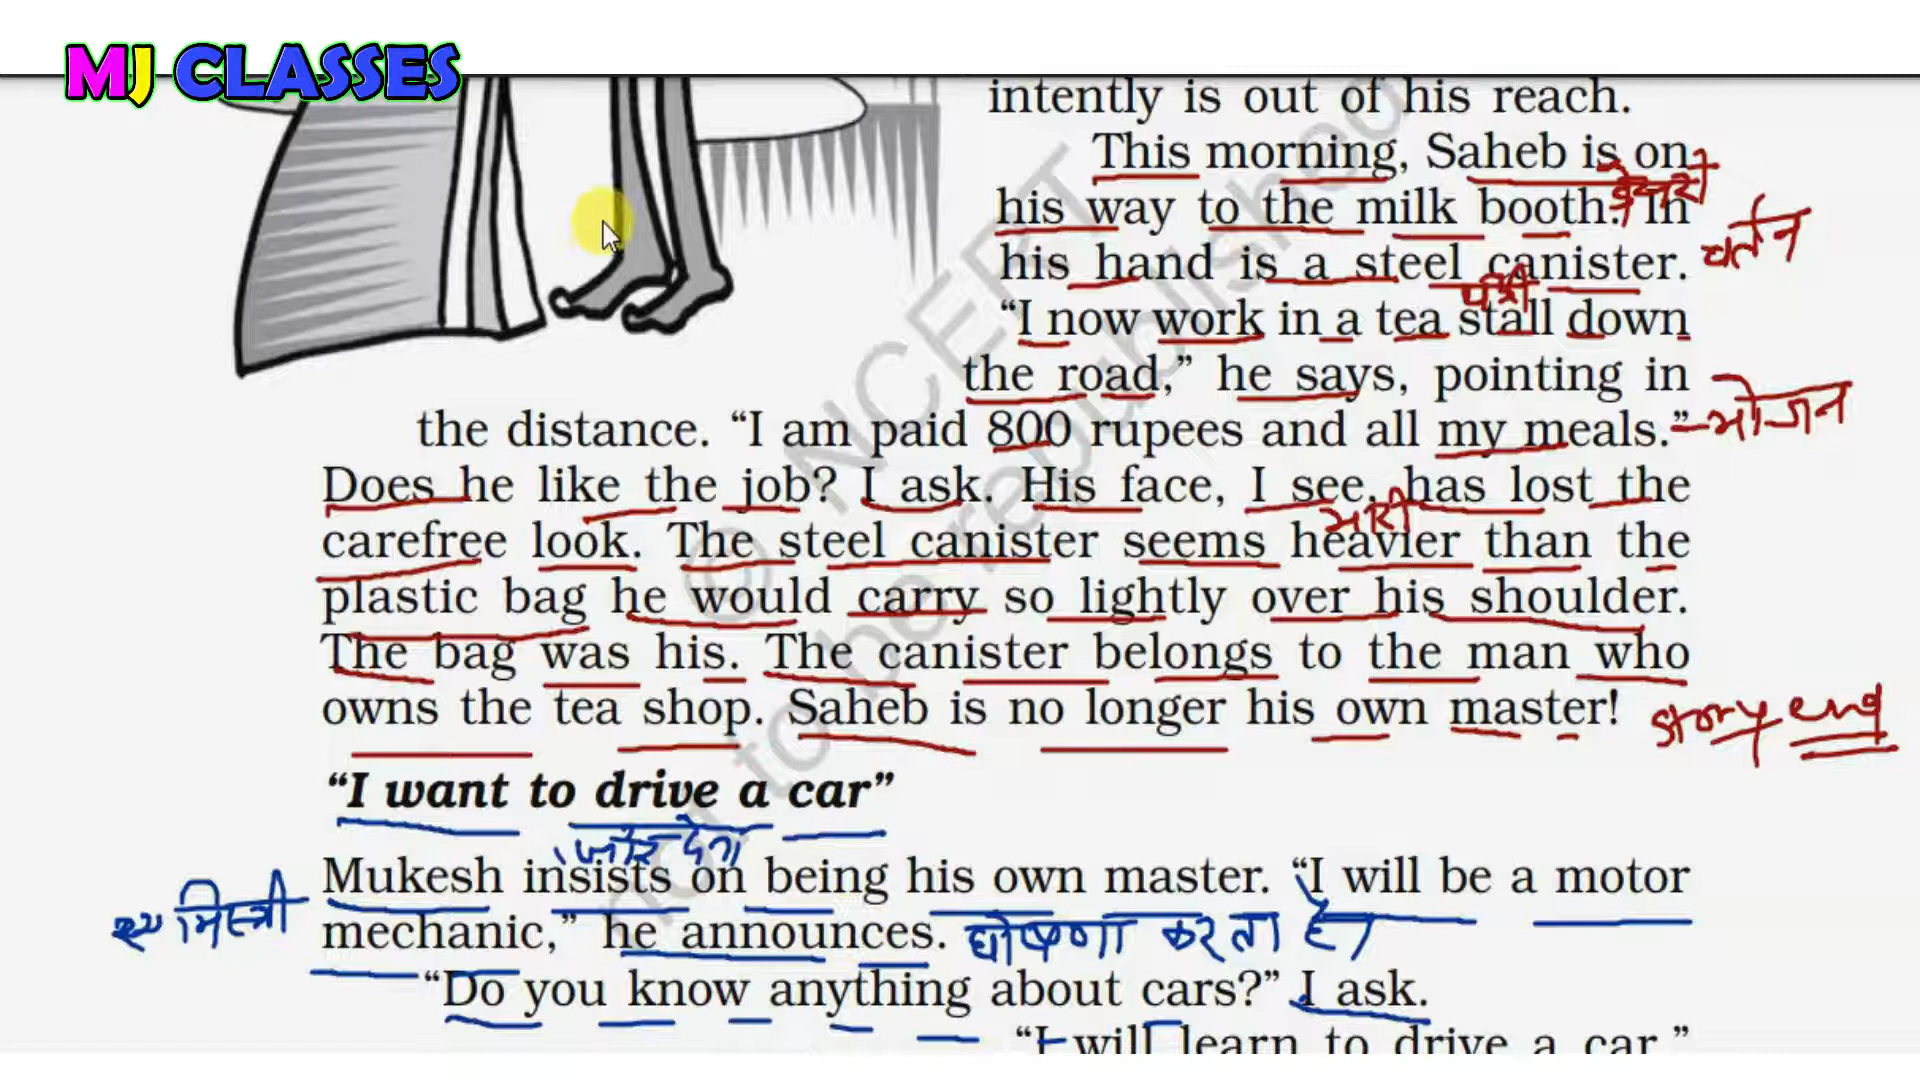 MJ CLASSES
intently is out of his reach.
This morning, Saheb is on
his way to the milk booth. In
his hand is a steel canister.
बर्तन
“I now work in a tea stall down
the road,” he says, pointing in
the distance. “I am paid 800 rupees and all my meals.”
भोजन
Does he like the job? I ask. His face, I see, has lost the
भारी
carefree look. The steel canister seems heavier than the
plastic bag he would carry so lightly over his shoulder.
The bag was his. The canister belongs to the man who
owns the tea shop. Saheb is no longer his own master!
story end
“I want to drive a car”
जोर देना
Mukesh insists on being his own master. “I will be a motor
मिस्त्री
mechanic,” he announces.
घोषणा करता है।
“Do you know anything about cars?” I ask.
“I will learn to drive a car,”
© NCERT
not to be republished